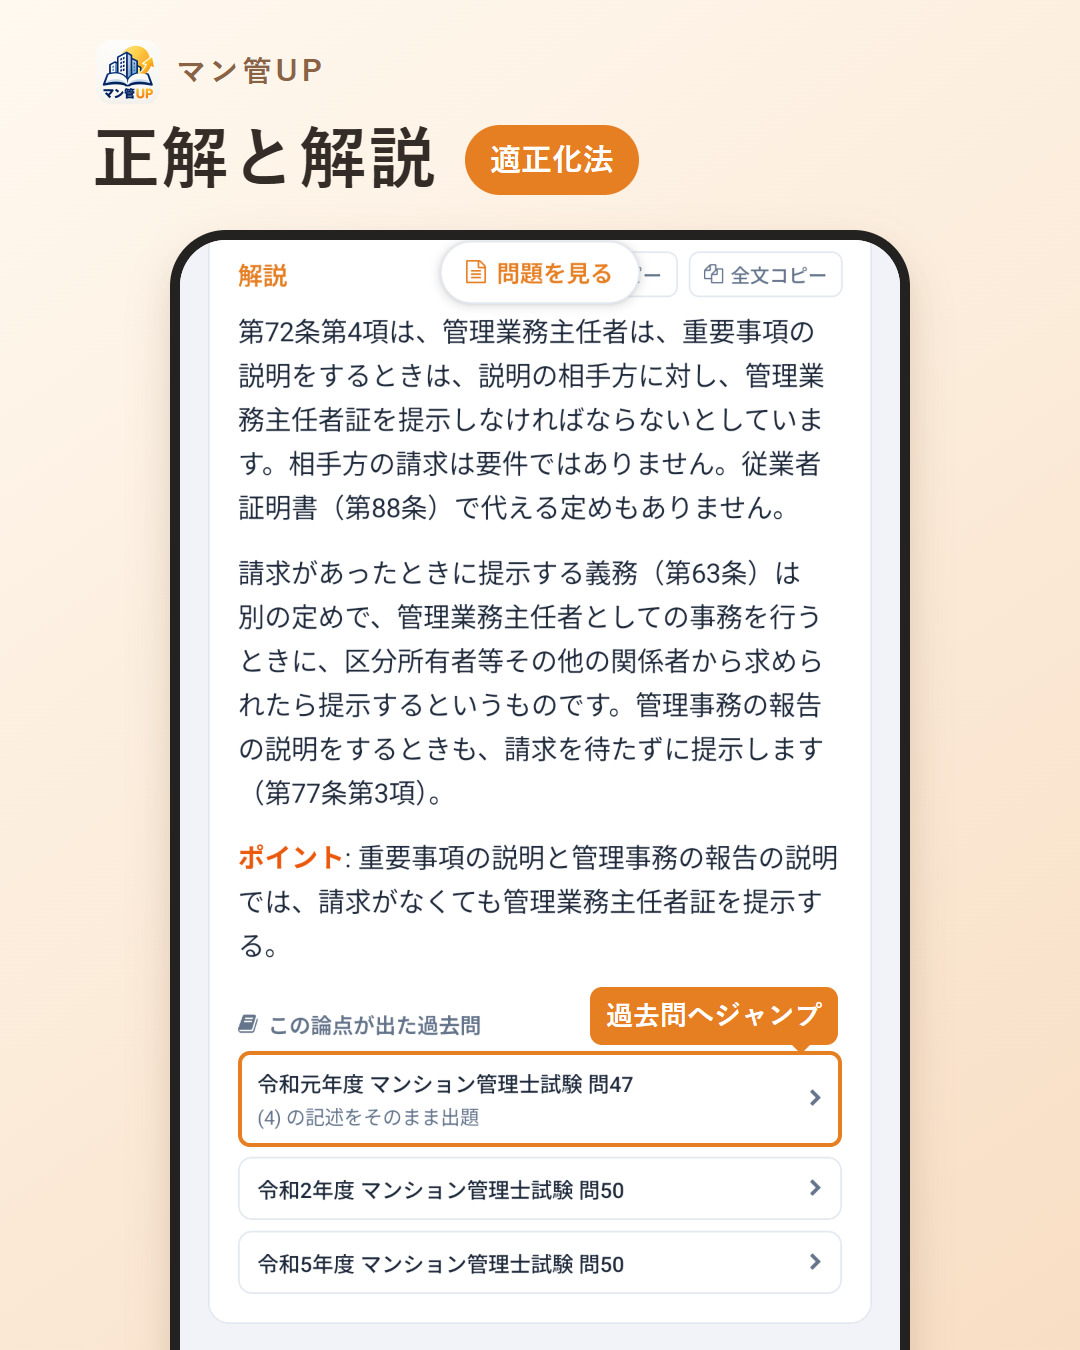 マン管UP
マン管UP
正解と解説
適正化法
解説
問題を見る
ー
全文コピー
第72条第4項は、管理業務主任者は、重要事項の
説明をするときは、説明の相手方に対し、管理業
務主任者証を提示しなければならないとしていま
す。相手方の請求は要件ではありません。従業者
証明書（第88条）で代える定めもありません。
請求があったときに提示する義務（第63条）は
別の定めで、管理業務主任者としての事務を行う
ときに、区分所有者等その他の関係者から求めら
れたら提示するというものです。管理事務の報告
の説明をするときも、請求を待たずに提示します
（第77条第3項）。
ポイント: 重要事項の説明と管理事務の報告の説明
では、請求がなくても管理業務主任者証を提示す
る。
この論点が出た過去問
過去問へジャンプ
令和元年度 マンション管理士試験 問47
(4) の記述をそのまま出題
令和2年度 マンション管理士試験 問50
令和5年度 マンション管理士試験 問50